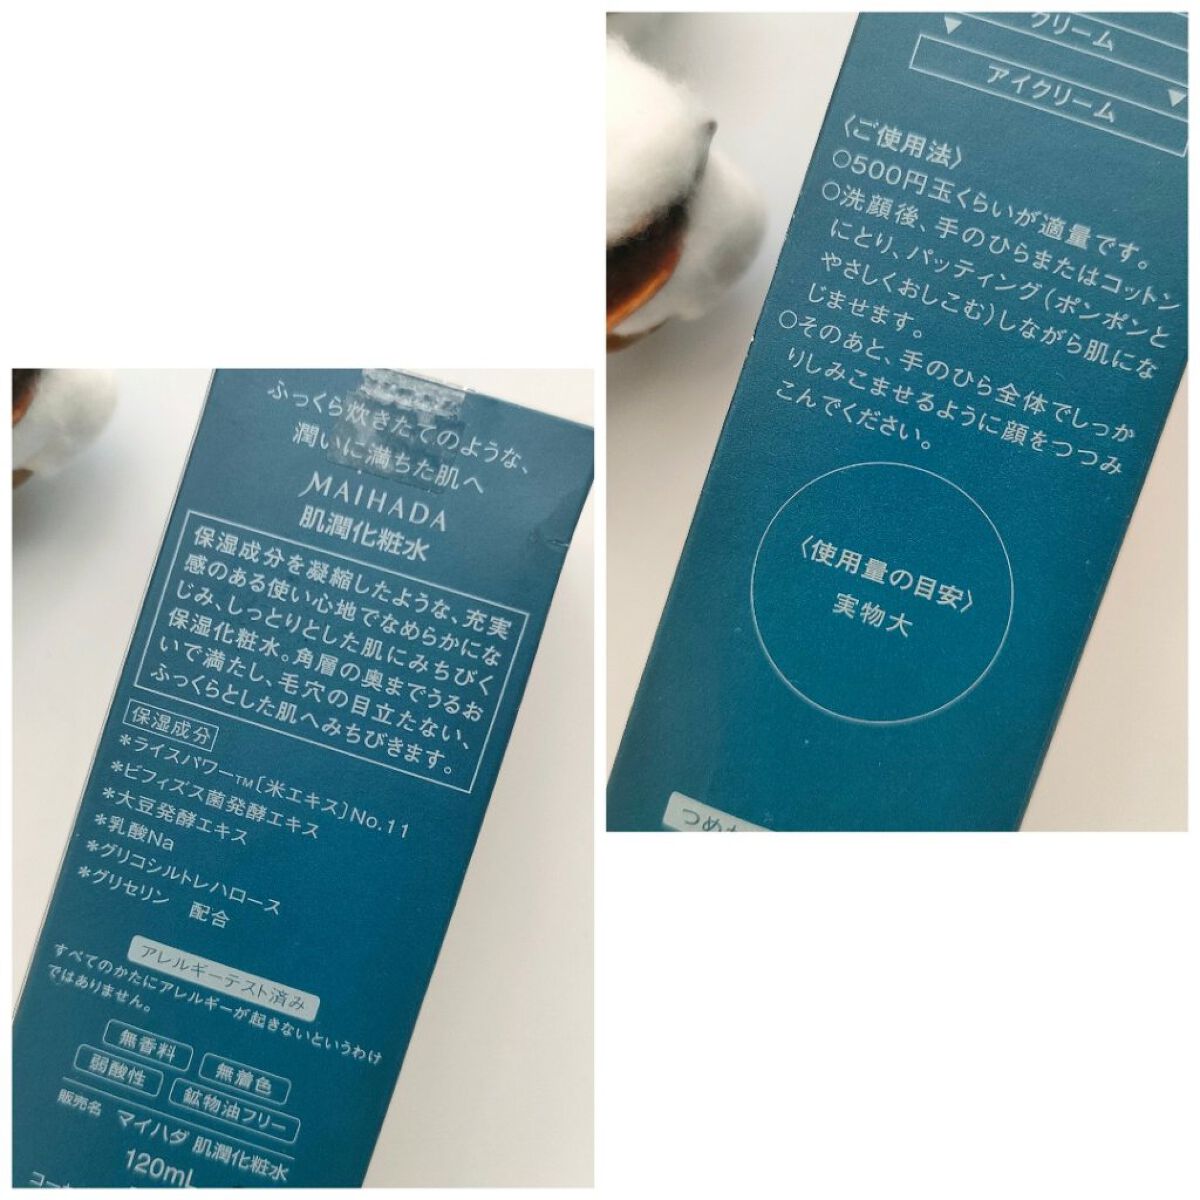 ふっくら炊きたてのような、
潤いに満ちた肌へ
MAIHADA
肌潤化粧水
保湿成分を凝縮したような、充実
感のある使い心地でなめらかにな
じみ、しっとりとした肌にみちびく
保湿化粧水。角層の奥までうるお
いで満たし、毛穴の目立たない、
ふっくらとした肌へみちびきます。
保湿成分
*ライスパワー™[米エキス]No.11
*ビフィズス菌発酵エキス
*大豆発酵エキス
*乳酸Na
*グリコシルトレハロース
*グリセリン 配合
アレルギーテスト済み
すべてのかたにアレルギーが起きないというわけ
ではありません。
無香料 無着色
弱酸性 鉱物油フリー
販売名 マイハダ 肌潤化粧水
120mL
クリーム
▼ ▼
アイクリーム
〈ご使用法〉
○500円玉くらいが適量です。
○洗顔後、手のひらまたはコットン
にとり、パッティング(ポンポンと
やさしくおしこむ)しながら肌にな
じませます。
○そのあと、手のひら全体でしっか
りしみこませるように顔をつつみ
こんでください。
〈使用量の目安〉
実物大